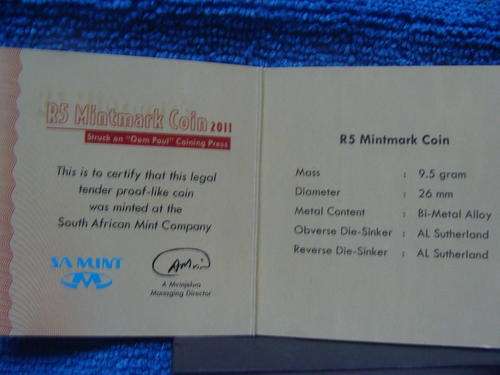 R5 Mintmark Coin 2011
Struck on "Oom Paul" Coining Press
This is to certify that this legal
tender proof-like coin
was minted at the
South African Mint Company
SA MINT
A Mvinjelwa
Managing Director
R5 Mintmark Coin
Mass : 9.5 gram
Diameter : 26 mm
Metal Content : Bi-Metal Alloy
Obverse Die-Sinker : AL Sutherland
Reverse Die-Sinker : AL Sutherland